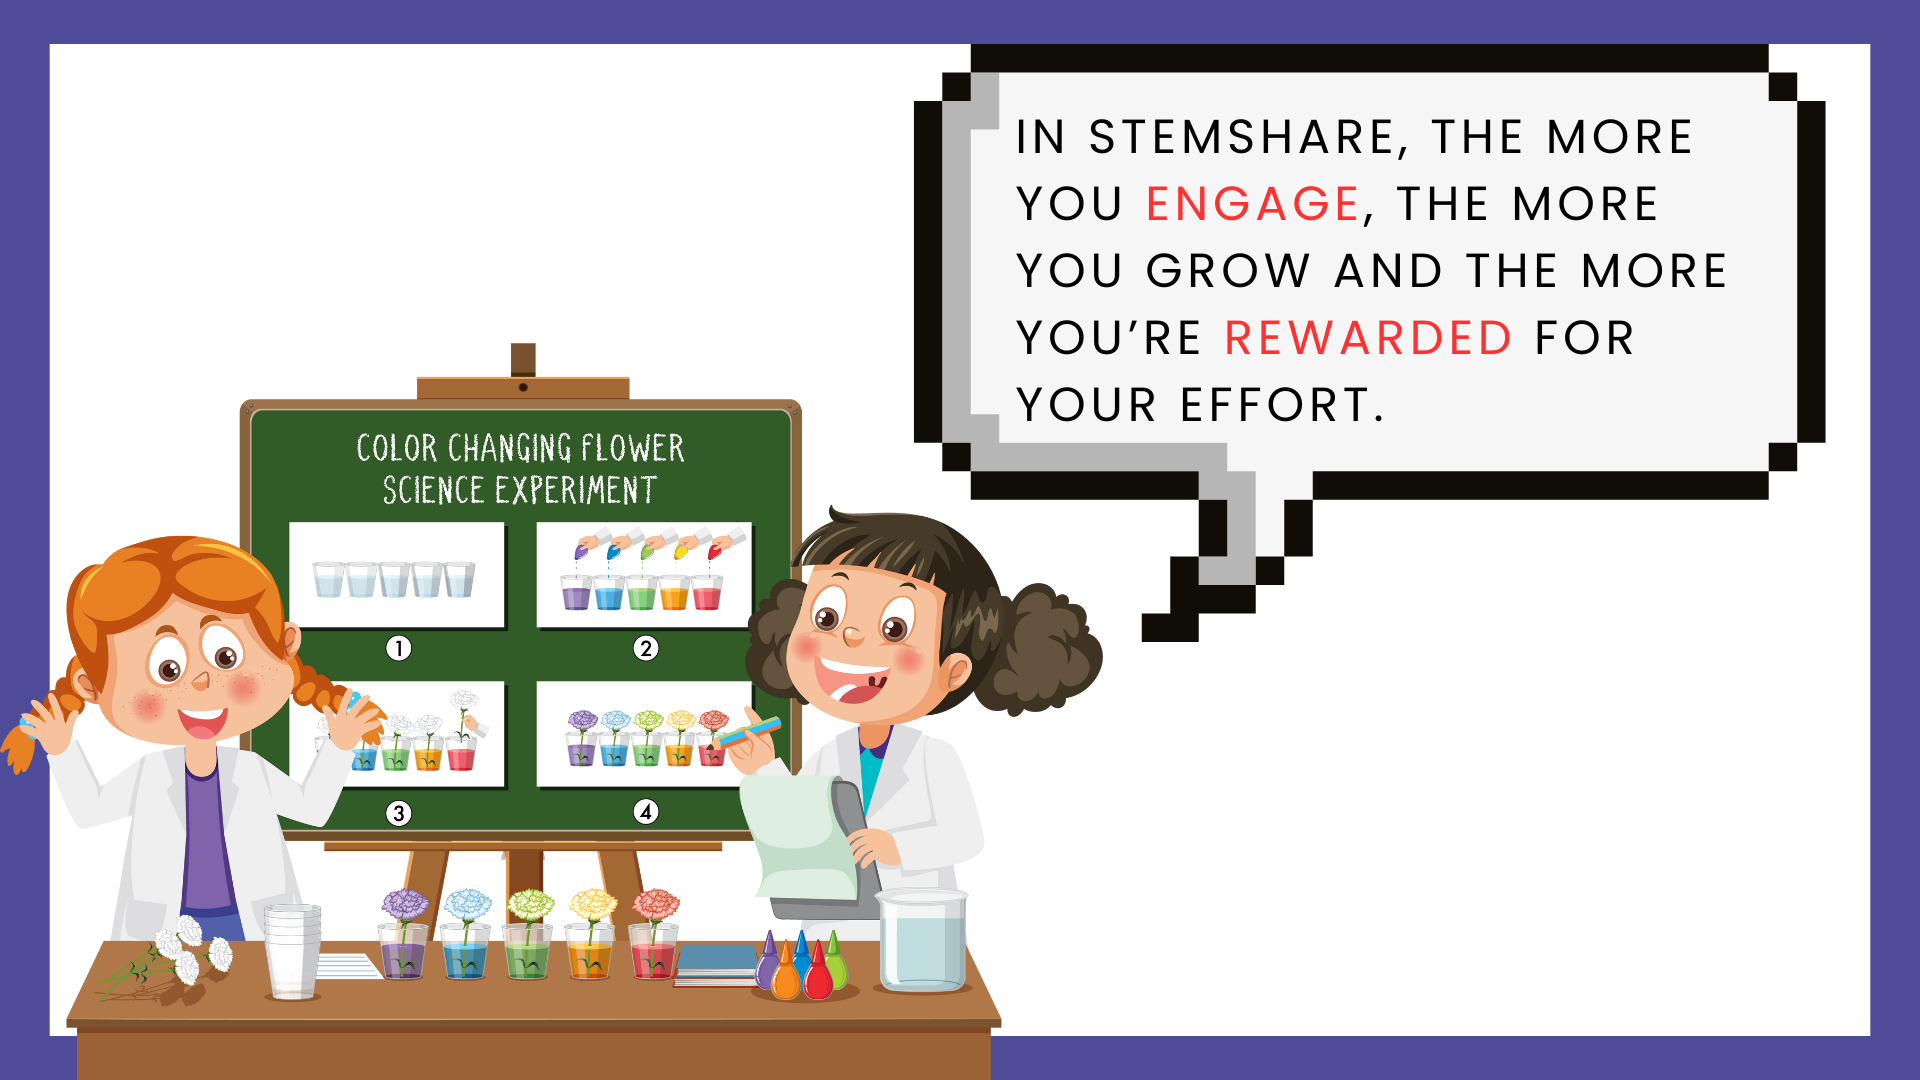 IN STEMSHARE, THE MORE
YOU ENGAGE, THE MORE
YOU GROW AND THE MORE
YOU’RE REWARDED FOR
YOUR EFFORT.
COLOR CHANGING FLOWER
SCIENCE EXPERIMENT
1
2
3
4